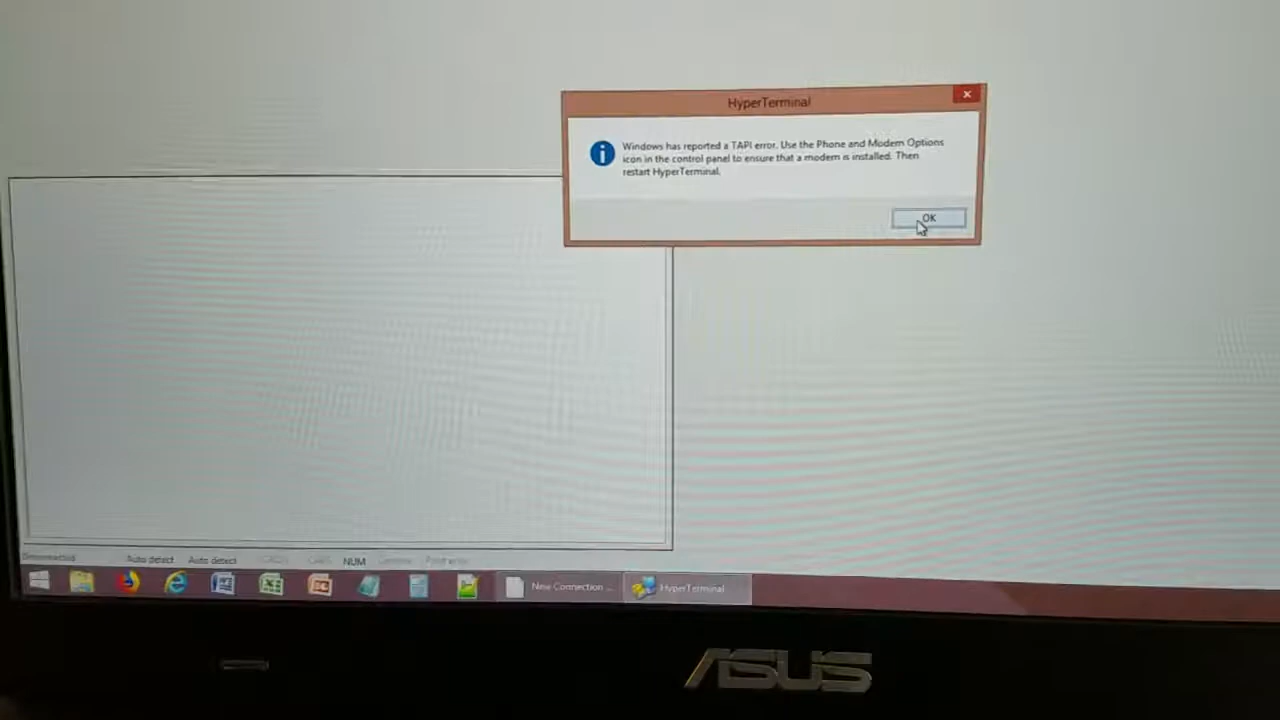 HyperTerminal
Windows has reported a TAPI error. Use the Phone and Modem Options
icon in the control panel to ensure that a modem is installed. Then
restart HyperTerminal.
OK
Disconnected
Auto detect
Auto detect
NUM
New Connection ...
HyperTerminal
ASUS